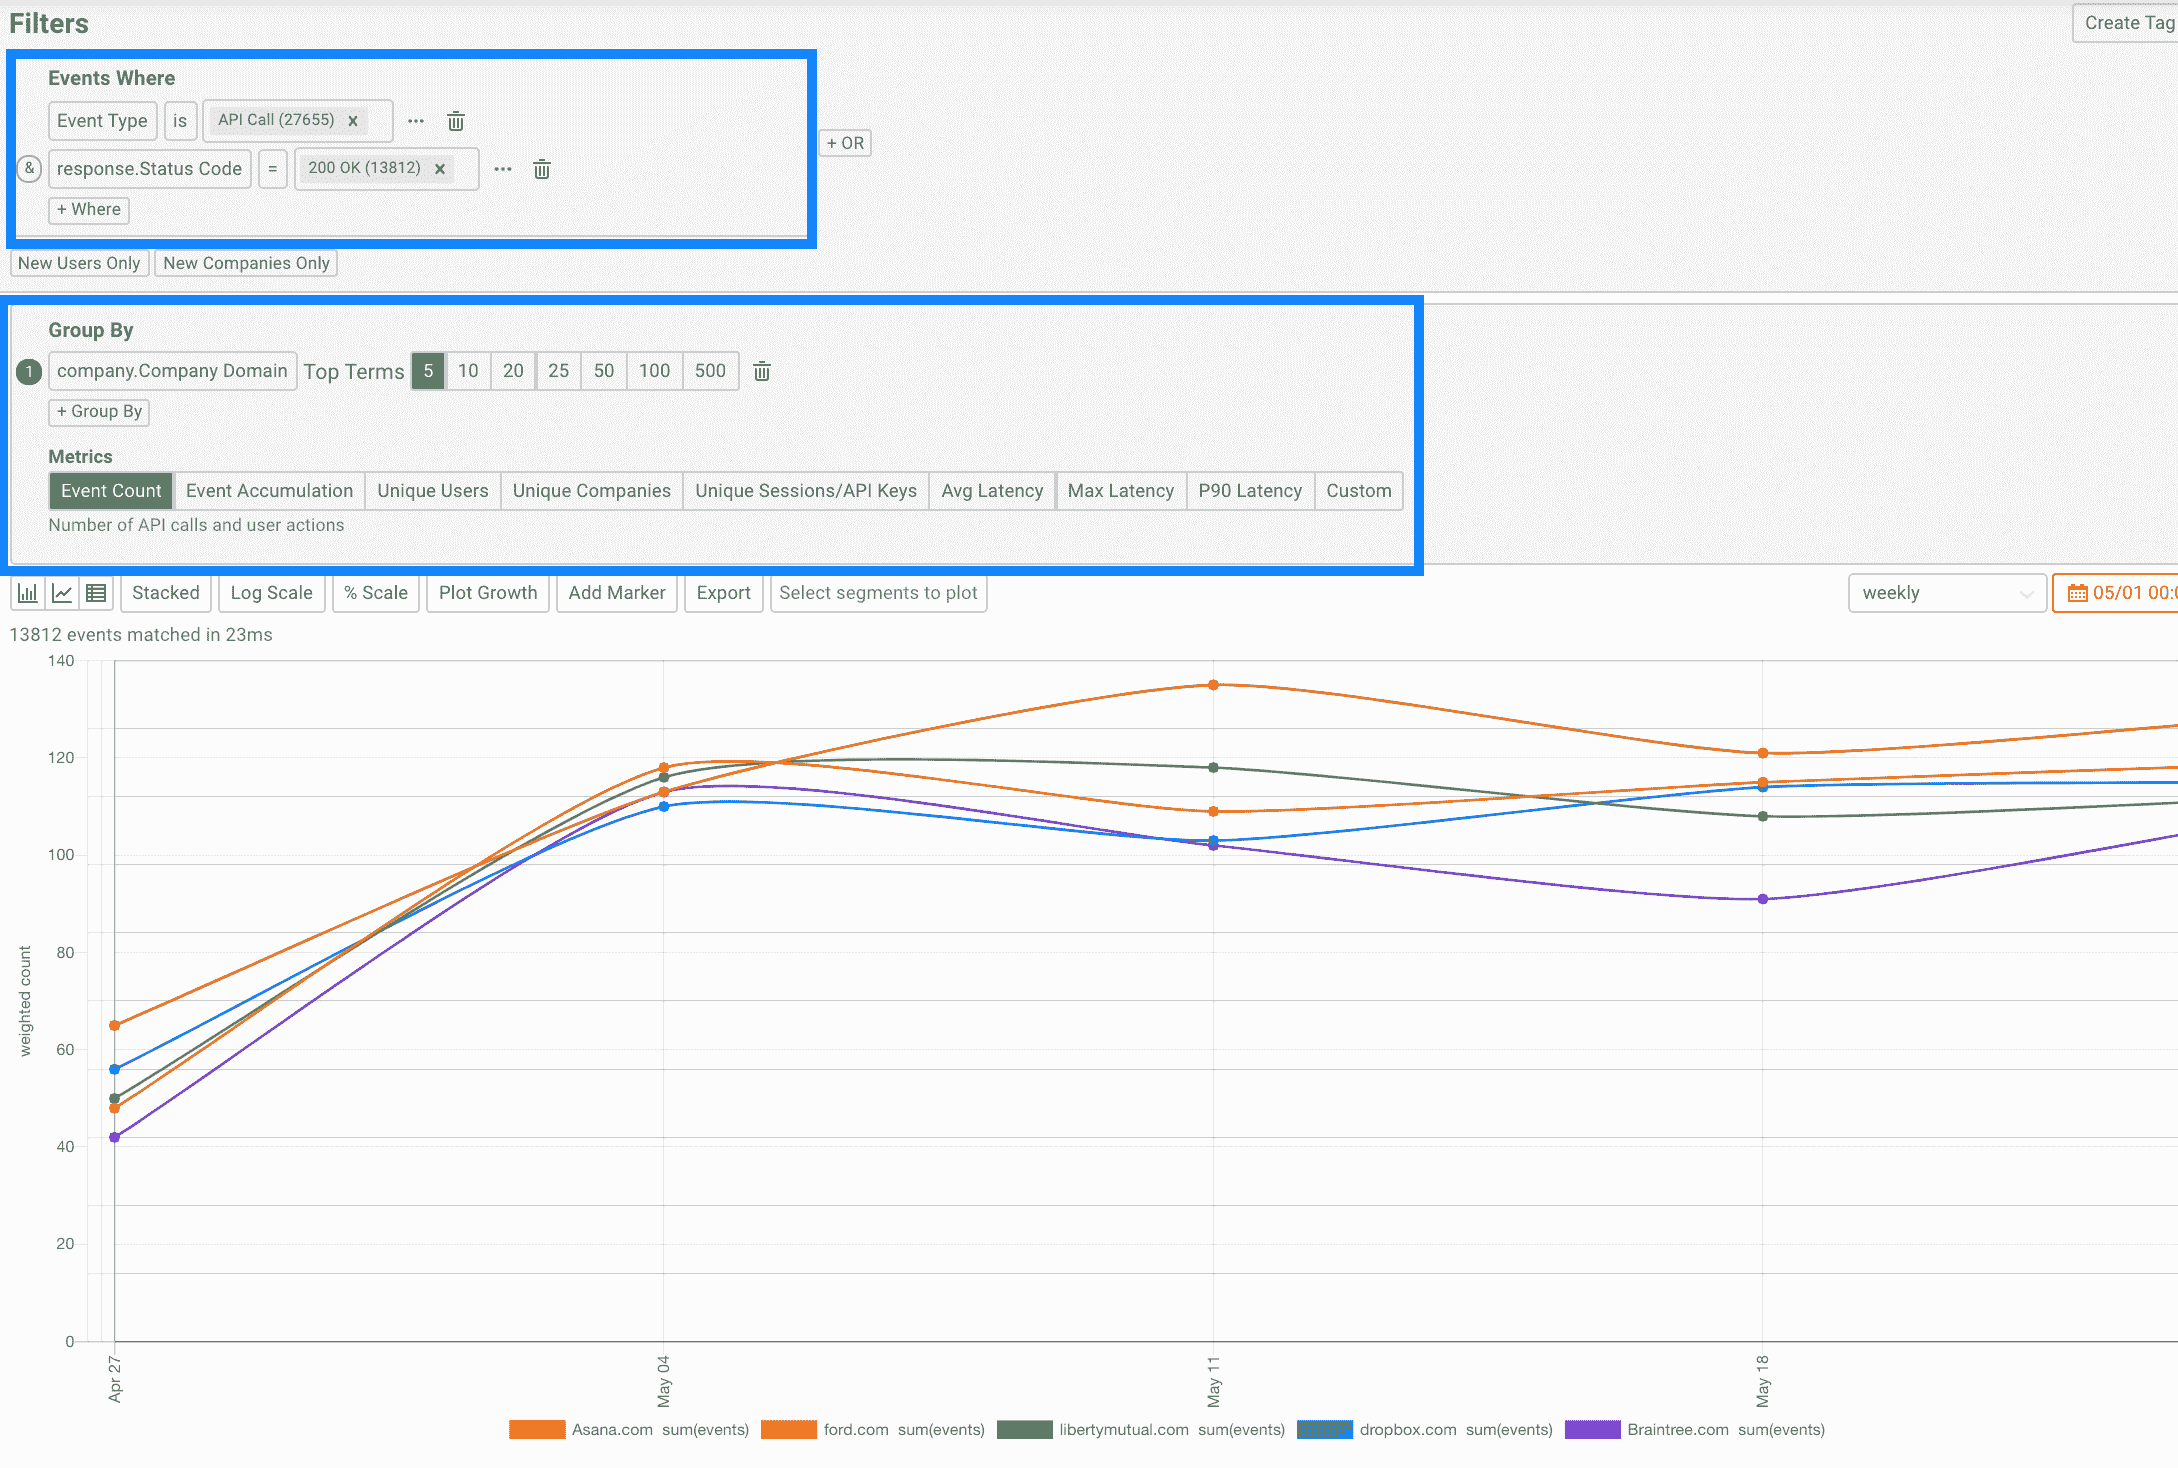 Filters
Create Tag
Events Where
Event Type is API Call (27655) x ...
& response.Status Code = 200 OK (13812) x ...
+ OR
+ Where
New Users Only New Companies Only
Group By
1 company.Company Domain Top Terms 5 10 20 25 50 100 500
+ Group By
Metrics
Event Count Event Accumulation Unique Users Unique Companies Unique Sessions/API Keys Avg Latency Max Latency P90 Latency Custom
Number of API calls and user actions
Stacked Log Scale % Scale Plot Growth Add Marker Export Select segments to plot weekly 05/01 00:
13812 events matched in 23ms
140
120
100
80
60
40
20
0
weighted count
Apr 27 May 04 May 11 May 18
Asana.com sum(events) ford.com sum(events) libertymutual.com sum(events) dropbox.com sum(events) Braintree.com sum(events)